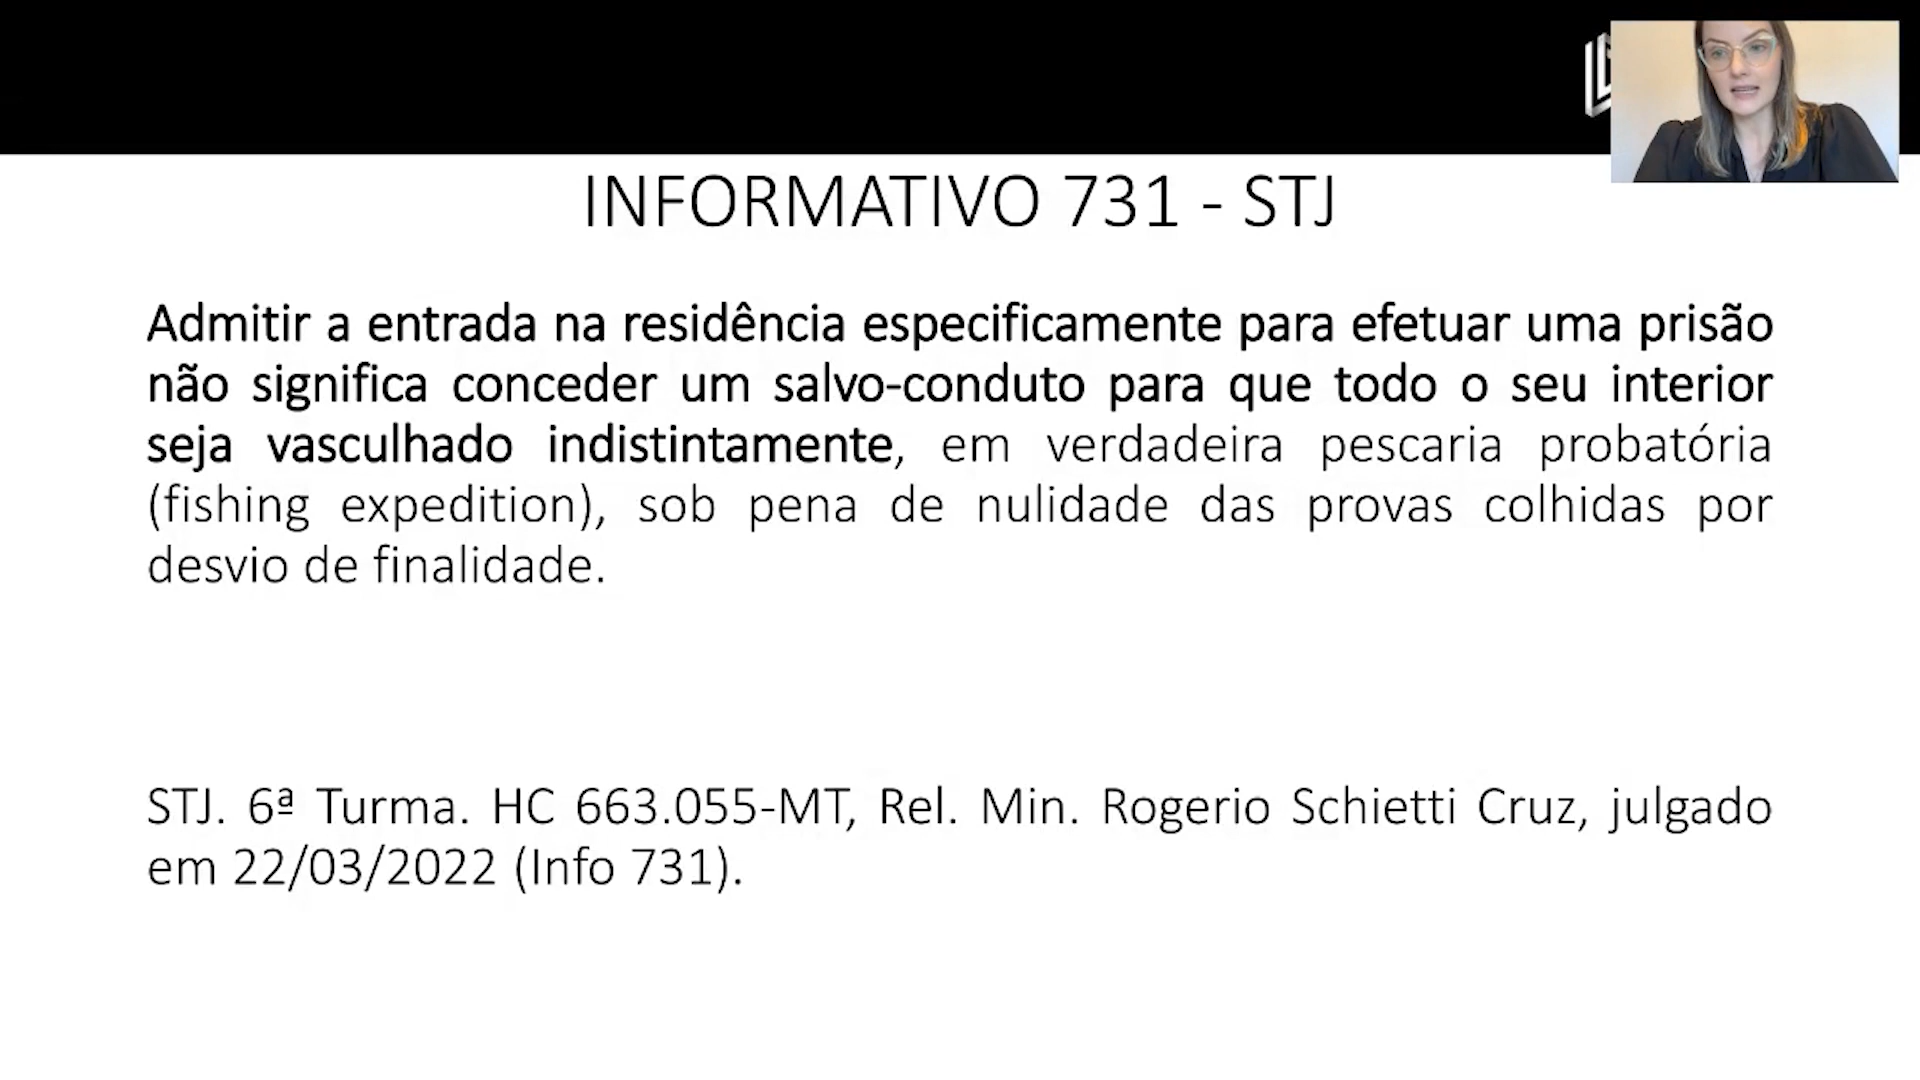 INFORMATIVO 731 - STJ
Admitir a entrada na residência especificamente para efetuar uma prisão
não significa conceder um salvo-conduto para que todo o seu interior
seja vasculhado indistintamente, em verdadeira pescaria probatória
(fishing expedition), sob pena de nulidade das provas colhidas por
desvio de finalidade.
STJ. 6ª Turma. HC 663.055-MT, Rel. Min. Rogerio Schietti Cruz, julgado
em 22/03/2022 (Info 731).